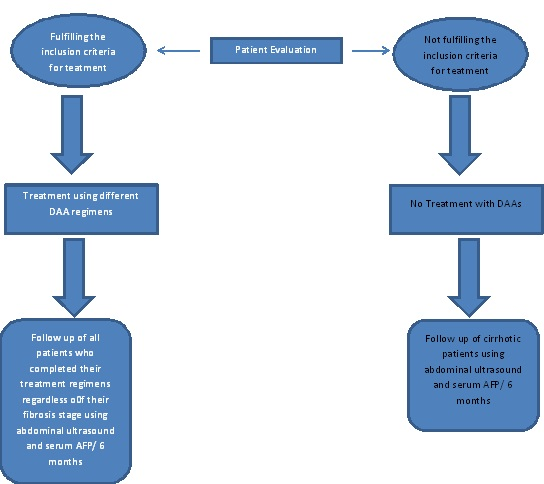 Patient Evaluation
Fulfilling the
inclusion criteria
for teatment
Treatment using different
DAA regimens
Follow up of all
patients who
completed their
treatment regimens
regardless o0f their
fibrosis stage using
abdominal ultrasound
and serum AFP/ 6
months
Not fulfilling the
inclusion criteria
for teatment
No Treatment with DAAs
Follow up of cirrhotic
patients using
abdominal ultrasound
and serum AFP/ 6
months